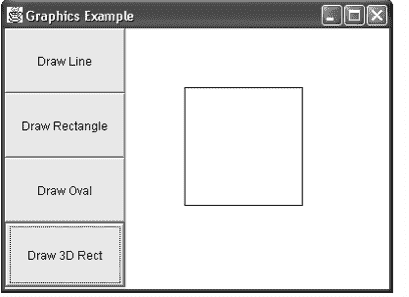 Graphics Example
Draw Line
Draw Rectangle
Draw Oval
Draw 3D Rect